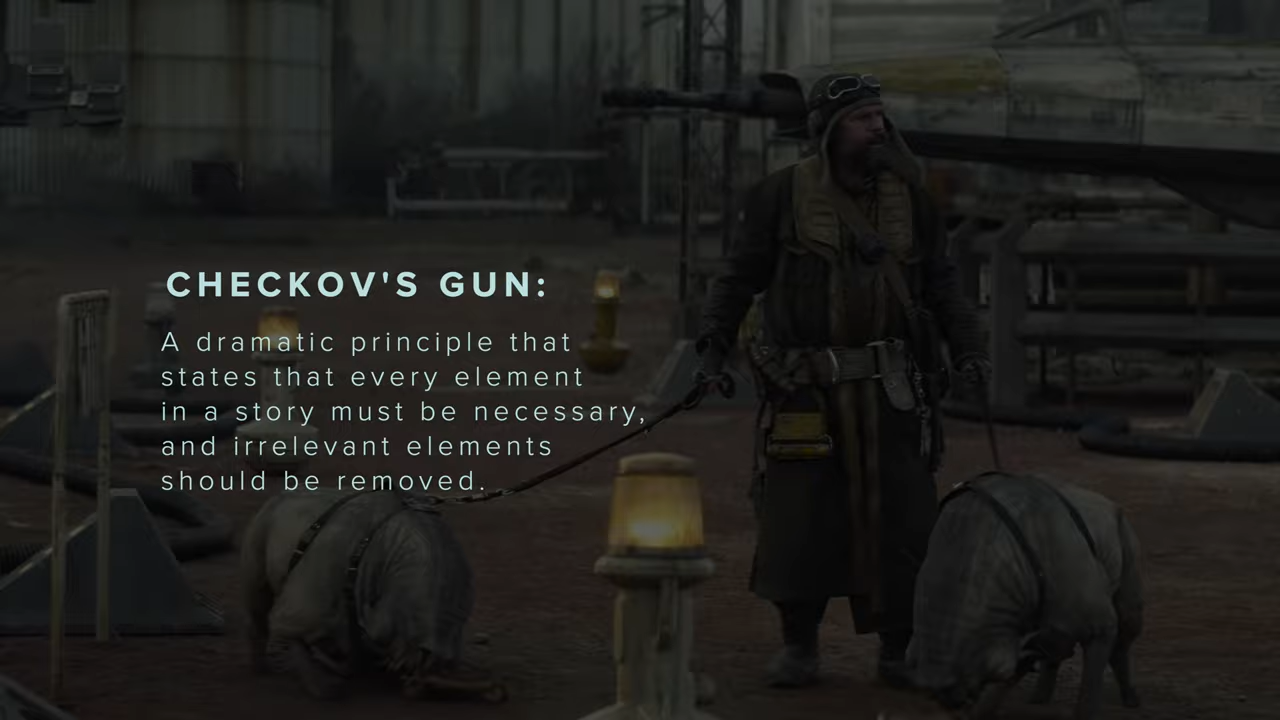 CHECKOV'S GUN:
A dramatic principle that
states that every element
in a story must be necessary,
and irrelevant elements
should be removed.